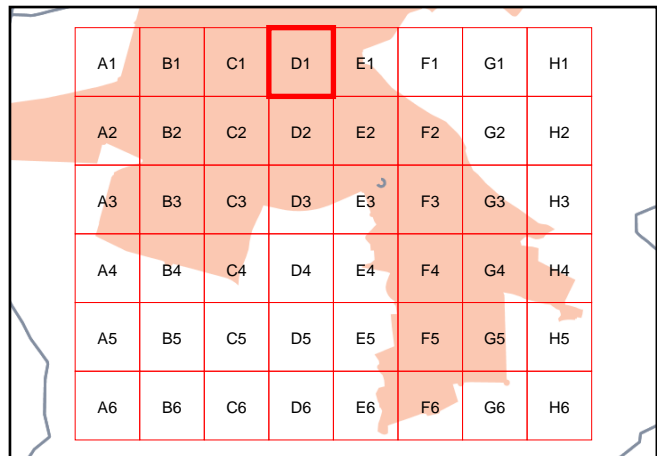 A1 B1 C1 D1 E1 F1 G1 H1
A2 B2 C2 D2 E2 F2 G2 H2
A3 B3 C3 D3 E3 F3 G3 H3
A4 B4 C4 D4 E4 F4 G4 H4
A5 B5 C5 D5 E5 F5 G5 H5
A6 B6 C6 D6 E6 F6 G6 H6